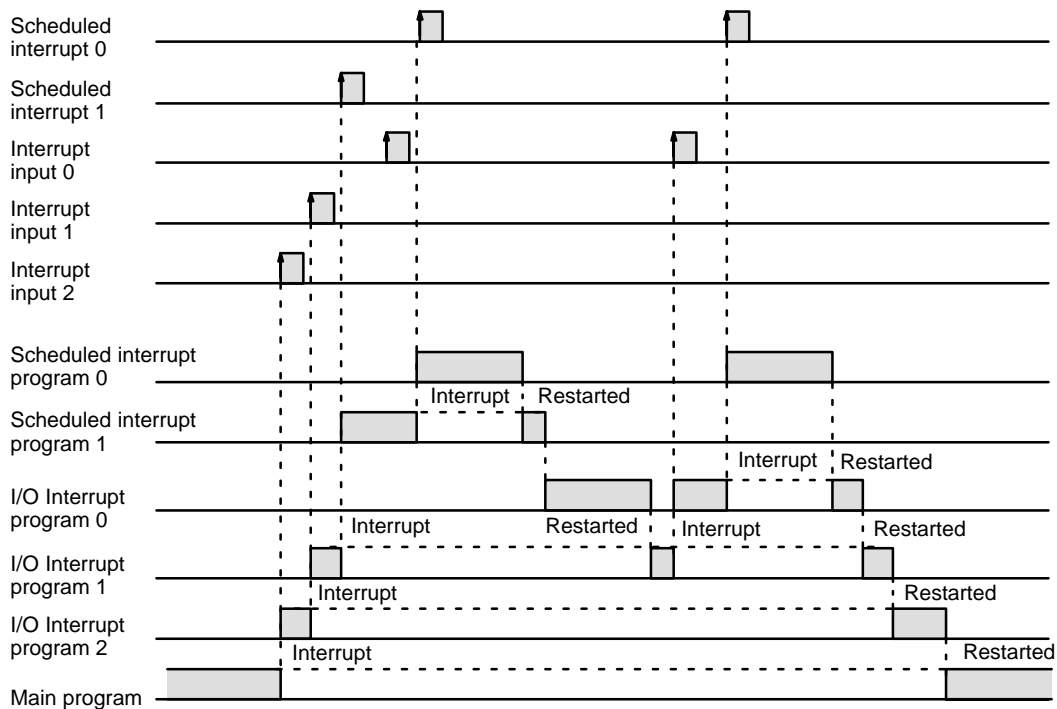 Scheduled
interrupt 0
Scheduled
interrupt 1
Interrupt
input 0
Interrupt
input 1
Interrupt
input 2
Scheduled interrupt
program 0
Interrupt Restarted
Scheduled interrupt
program 1
Interrupt Restarted
I/O Interrupt
program 0
Interrupt Restarted Interrupt Restarted
I/O Interrupt
program 1
Interrupt Restarted
I/O Interrupt
program 2
Interrupt Restarted
Main program